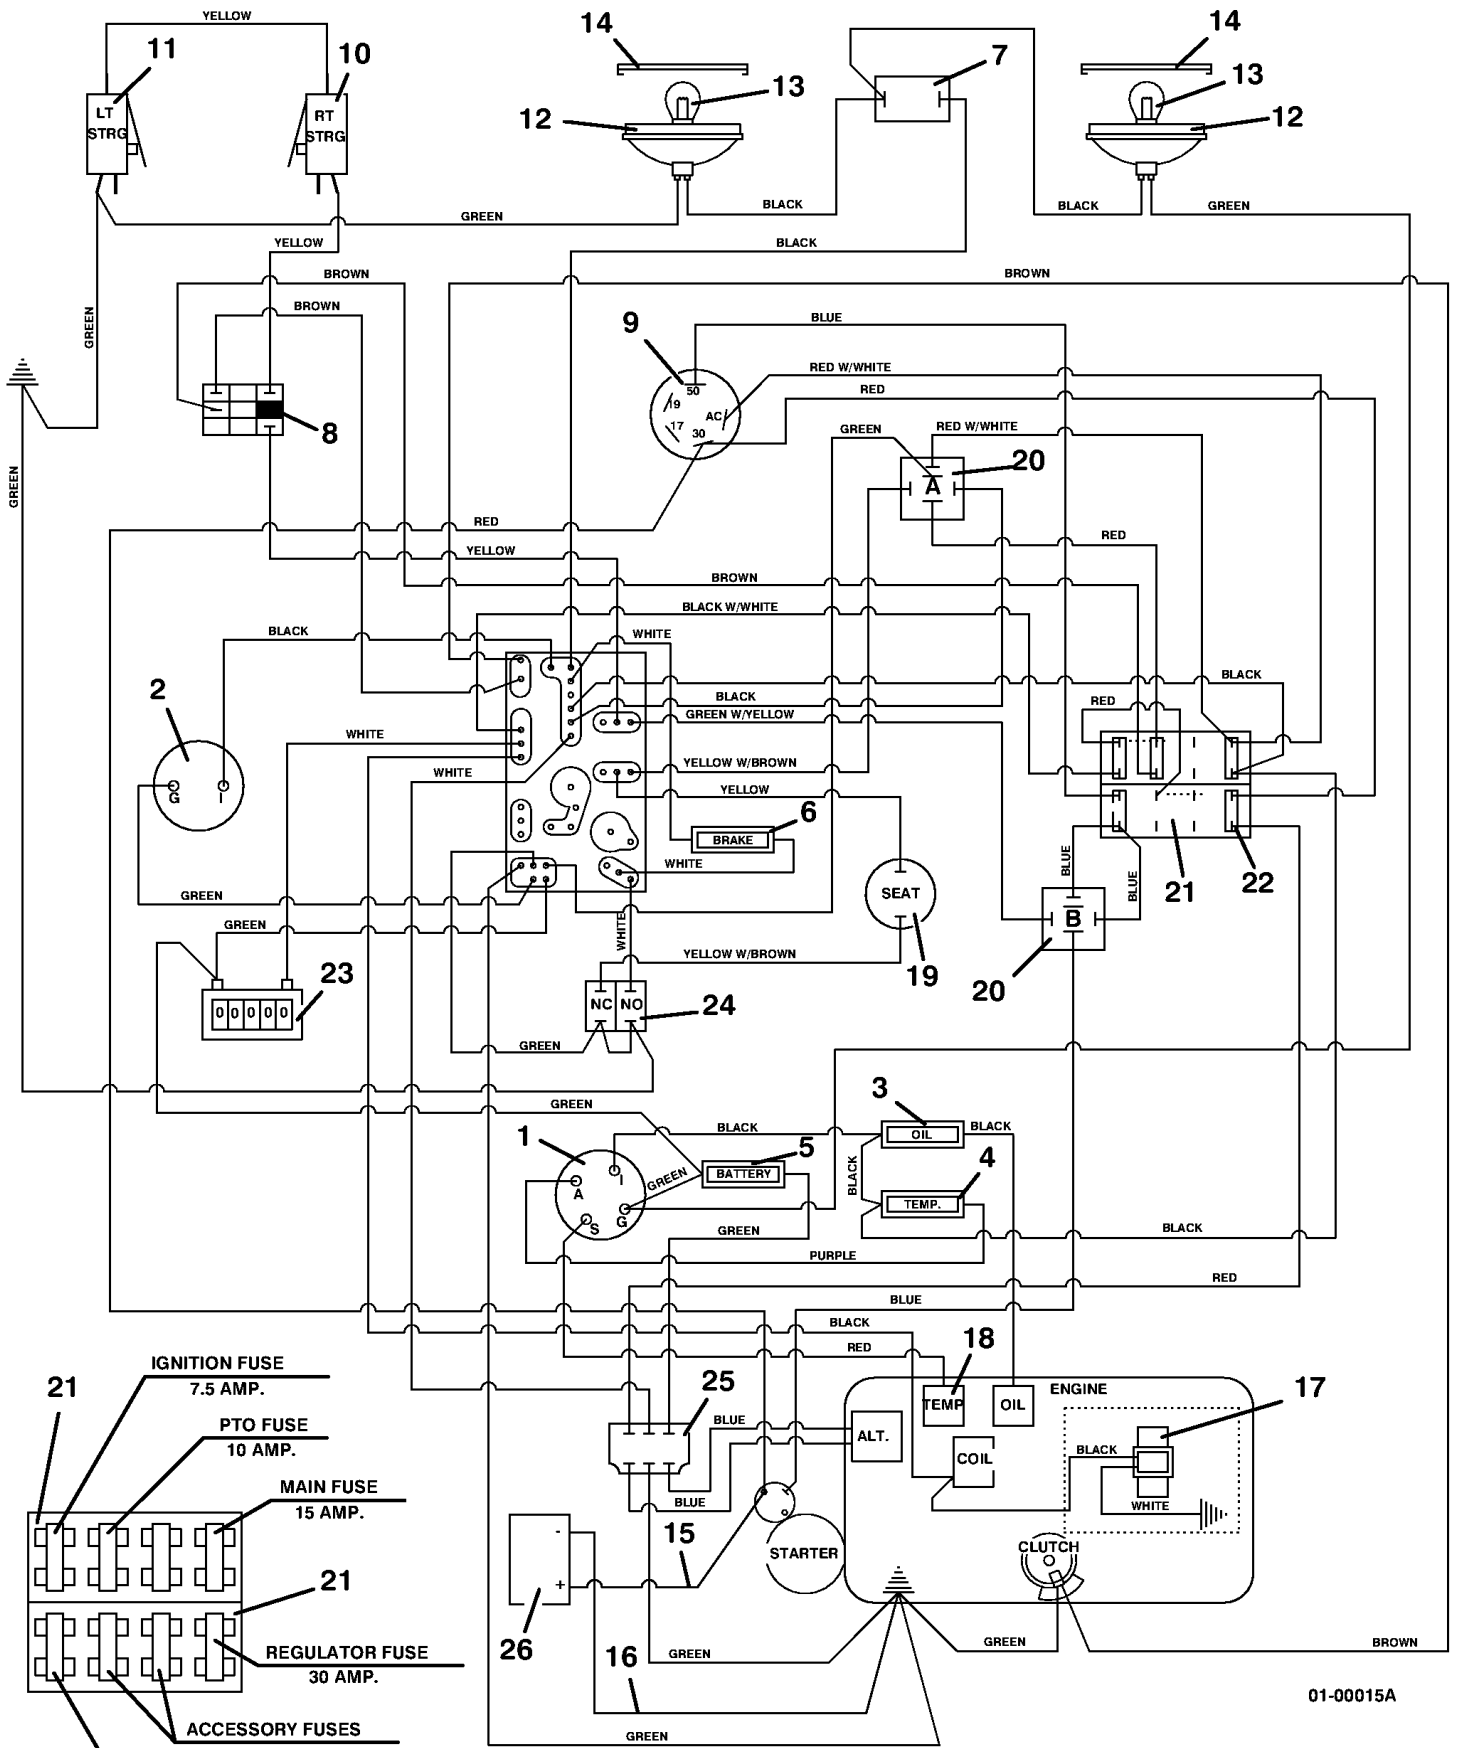 YELLOW
14
14
11
10
7
13
13
LT
STRG
RT
STRG
12
12
BLACK
BLACK
GREEN
GREEN
YELLOW
BLACK
BROWN
BROWN
BROWN
GREEN
9
BLUE
50
19
AC
17
30
RED W/WHITE
RED
8
GREEN
RED W/WHITE
20
A
GREEN
RED
RED
YELLOW
BROWN
BLACK W/WHITE
BLACK
WHITE
2
BLACK
BLACK
RED
GREEN W/YELLOW
WHITE
WHITE
YELLOW W/BROWN
YELLOW
G
I
6
BRAKE
WHITE
BLUE
BLUE
21
22
SEAT
B
GREEN
GREEN
WHITE
YELLOW W/BROWN
19
20
23
0 0 0 0 0
NC
NO
24
GREEN
GREEN
3
OIL
BLACK
BLACK
1
5
BATTERY
4
TEMP.
BLACK
GREEN
I
A
S
G
GREEN
PURPLE
BLACK
RED
BLUE
BLACK
RED
18
IGNITION FUSE
7.5 AMP.
21
25
TEMP
OIL
ENGINE
17
PTO FUSE
10 AMP.
BLUE
ALT.
COIL
BLACK
MAIN FUSE
15 AMP.
BLUE
WHITE
15
STARTER
CLUTCH
21
-
+
26
REGULATOR FUSE
30 AMP.
16
GREEN
GREEN
BROWN
01-00015A
ACCESSORY FUSES
GREEN